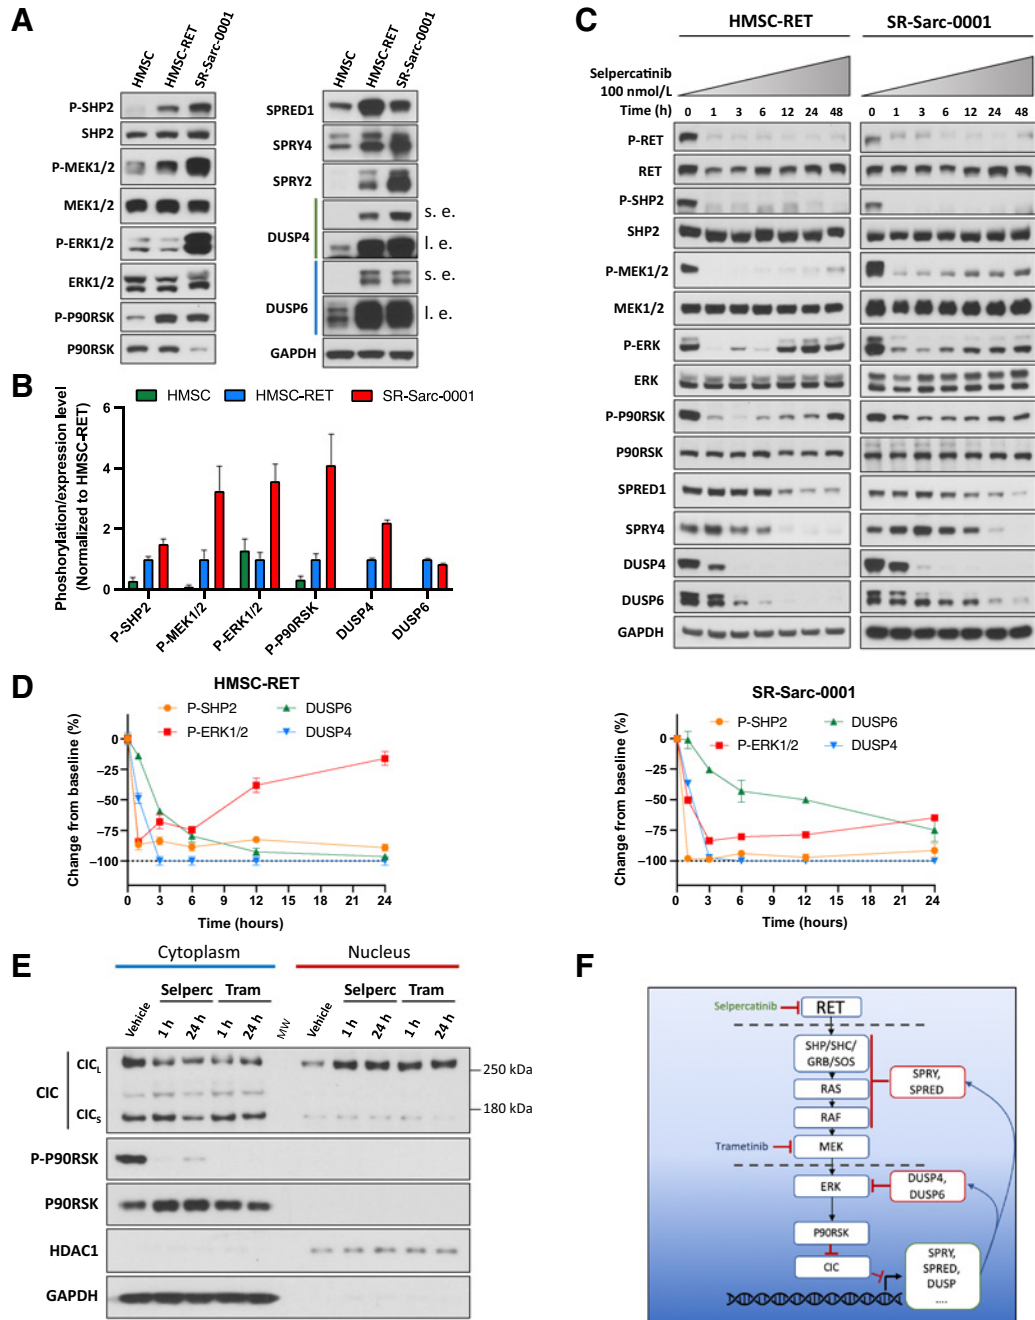 A
HMSC
HMSC-RET
SR-Sarc-0001
P-SHP2
SHP2
P-MEK1/2
MEK1/2
P-ERK1/2
ERK1/2
P-P90RSK
P90RSK
HMSC
HMSC-RET
SR-Sarc-0001
SPRED1
SPRY4
SPRY2
DUSP4
s. e.
l. e.
DUSP6
s. e.
l. e.
GAPDH
B
HMSC
HMSC-RET
SR-Sarc-0001
Phoshorylation/expression level
(Normalized to HMSC-RET)
6
4
2
0
P-SHP2
P-MEK1/2
P-ERK1/2
P-P90RSK
DUSP4
DUSP6
C
HMSC-RET
SR-Sarc-0001
Selpercatinib
100 nmol/L
Time (h)
0 1 3 6 12 24 48
0 1 3 6 12 24 48
P-RET
RET
P-SHP2
SHP2
P-MEK1/2
MEK1/2
P-ERK
ERK
P-P90RSK
P90RSK
SPRED1
SPRY4
DUSP4
DUSP6
GAPDH
D
HMSC-RET
P-SHP2
DUSP6
P-ERK1/2
DUSP4
Change from baseline (%)
0
−25
−50
−75
−100
0 3 6 9 12 15 18 21 24
Time (hours)
SR-Sarc-0001
P-SHP2
DUSP6
P-ERK1/2
DUSP4
Change from baseline (%)
0
−25
−50
−75
−100
0 3 6 9 12 15 18 21 24
Time (hours)
E
Cytoplasm
Nucleus
Selperc
Tram
Selperc
Tram
Vehicle
1 h
24 h
1 h
24 h
MW
Vehicle
1 h
24 h
1 h
24 h
CIC
CICL
CICS
250 kDa
180 kDa
P-P90RSK
P90RSK
HDAC1
GAPDH
F
Selpercatinib
RET
SHP/SHC/
GRB/SOS
RAS
RAF
SPRY,
SPRED
Trametinib
MEK
ERK
DUSP4,
DUSP6
P90RSK
CIC
SPRY,
SPRED,
DUSP
....